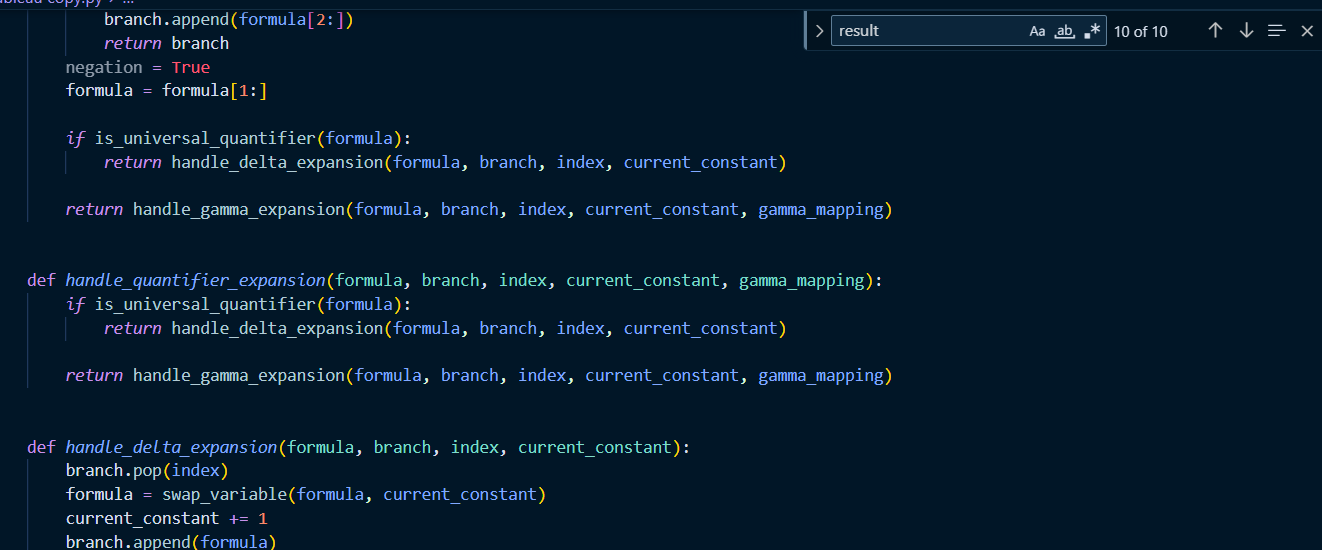 copy.py > ...
branch.append(formula[2:])
return branch
negation = True
formula = formula[1:]
if is_universal_quantifier(formula):
return handle_delta_expansion(formula, branch, index, current_constant)
return handle_gamma_expansion(formula, branch, index, current_constant, gamma_mapping)
def handle_quantifier_expansion(formula, branch, index, current_constant, gamma_mapping):
if is_universal_quantifier(formula):
return handle_delta_expansion(formula, branch, index, current_constant)
return handle_gamma_expansion(formula, branch, index, current_constant, gamma_mapping)
def handle_delta_expansion(formula, branch, index, current_constant):
branch.pop(index)
formula = swap_variable(formula, current_constant)
current_constant += 1
branch.append(formula)
result
Aa ab .*
10 of 10